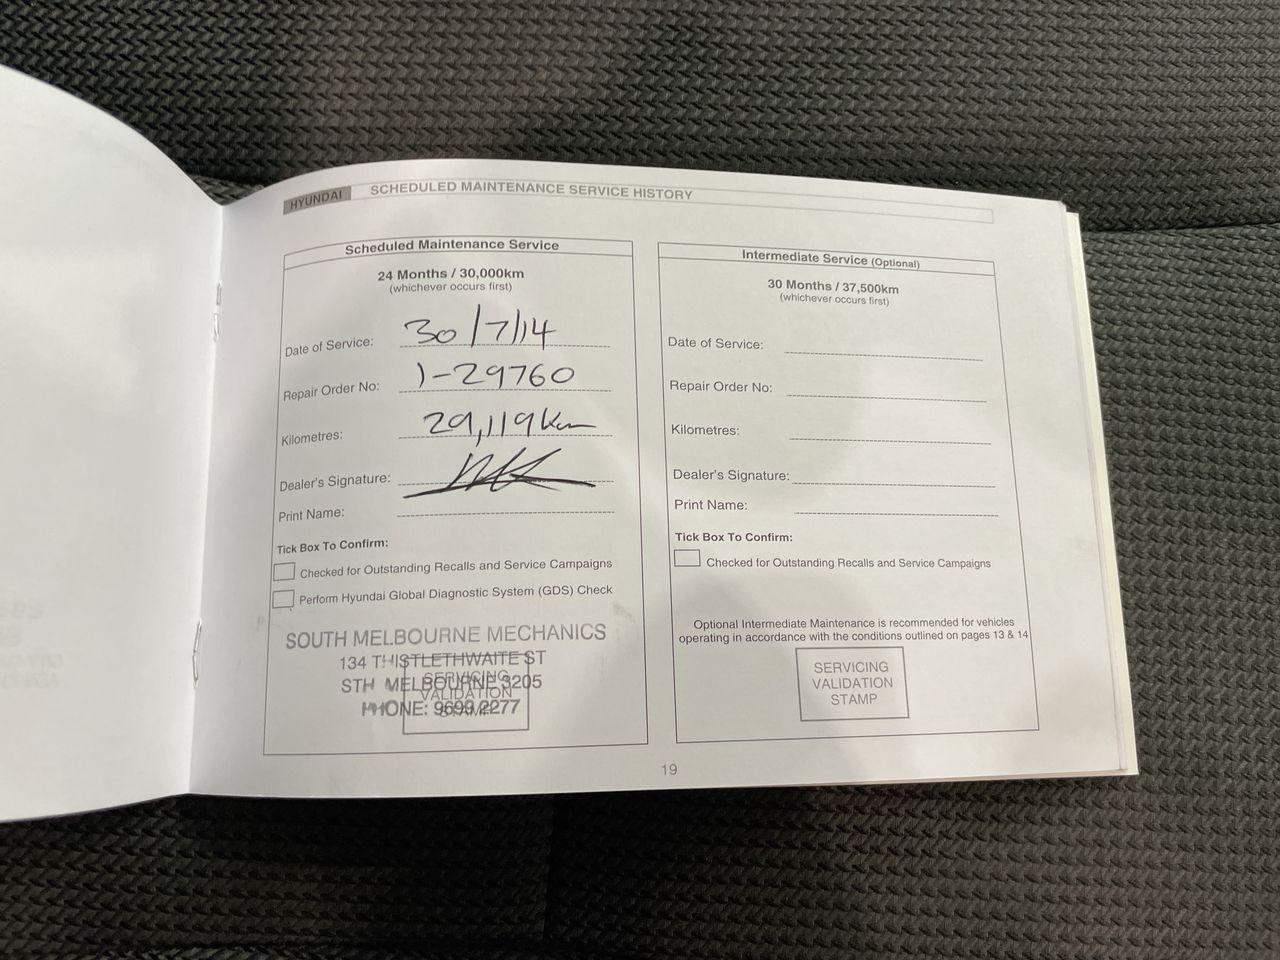 HYUNDAI SCHEDULED MAINTENANCE SERVICE HISTORY
Scheduled Maintenance Service
24 Months / 30,000km
(whichever occurs first)
Date of Service: 30/7/14
Repair Order No: 1-29760
Kilometres: 29,119 Km
Dealer's Signature:
Print Name:
Tick Box To Confirm:
Checked for Outstanding Recalls and Service Campaigns
Perform Hyundai Global Diagnostic System (GDS) Check
SOUTH MELBOURNE MECHANICS
134 THISTLETHWAITE ST
STH MELBOURNE 3205
PHONE: 9699 2277
SERVICING
VALIDATION
STAMP
Intermediate Service (Optional)
30 Months / 37,500km
(whichever occurs first)
Date of Service:
Repair Order No:
Kilometres:
Dealer's Signature:
Print Name:
Tick Box To Confirm:
Checked for Outstanding Recalls and Service Campaigns
Optional Intermediate Maintenance is recommended for vehicles
operating in accordance with the conditions outlined on pages 13 & 14
SERVICING
VALIDATION
STAMP
19